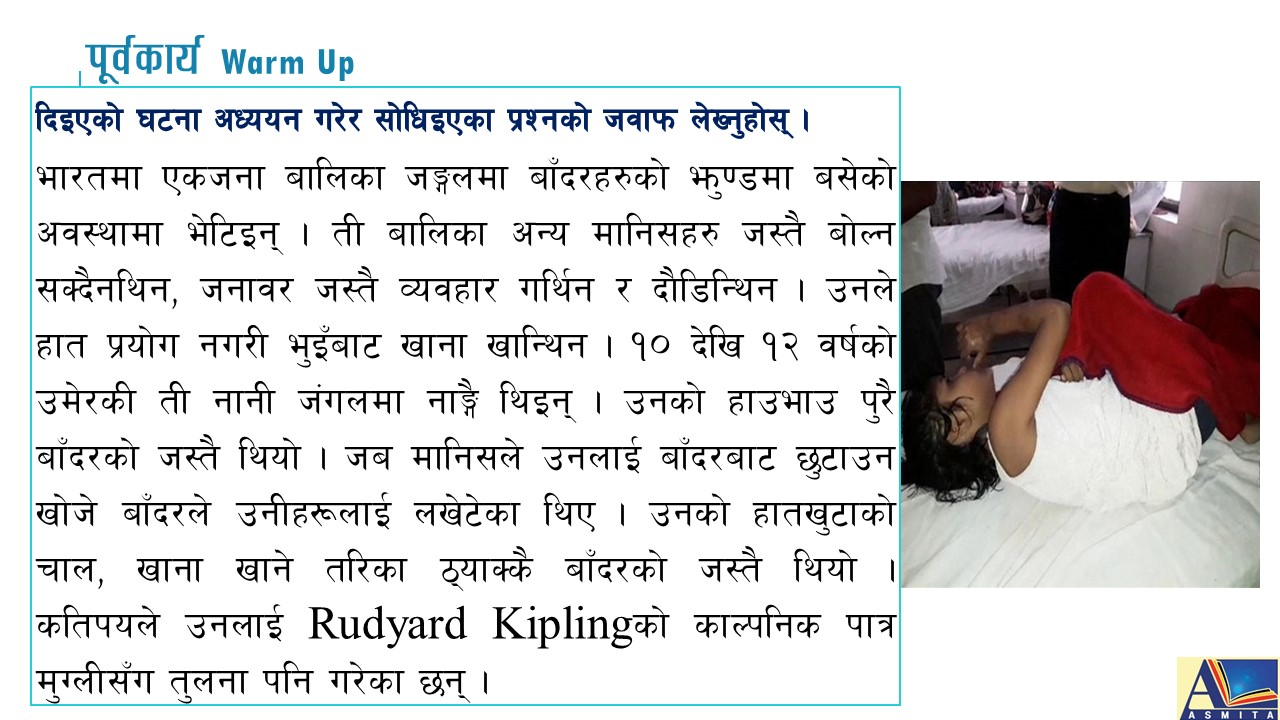 पूर्वकार्य Warm Up
दिइएको घटना अध्ययन गरेर सोधिइएका प्रश्नको जवाफ लेख्नुहोस् ।
भारतमा एकजना बालिका जङ्गलमा बाँदरहरुको झुण्डमा बसेको
अवस्थामा भेटिइन् । ती बालिका अन्य मानिसहरु जस्तै बोल्न
सक्दैनथिन, जनावर जस्तै व्यवहार गर्थिन र दौडिन्थिन । उनले
हात प्रयोग नगरी भुइँबाट खाना खान्थिन । १० देखि १२ वर्षको
उमेरकी ती नानी जंगलमा नाङ्गै थिइन् । उनको हाउभाउ पुरै
बाँदरको जस्तै थियो । जब मानिसले उनलाई बाँदरबाट छुटाउन
खोजे बाँदरले उनीहरूलाई लखेटेका थिए । उनको हातखुटाको
चाल, खाना खाने तरिका ठ्याक्कै बाँदरको जस्तै थियो ।
कतिपयले उनलाई Rudyard Kiplingको काल्पनिक पात्र
मुग्लीसँग तुलना पनि गरेका छन् ।
ASMITA